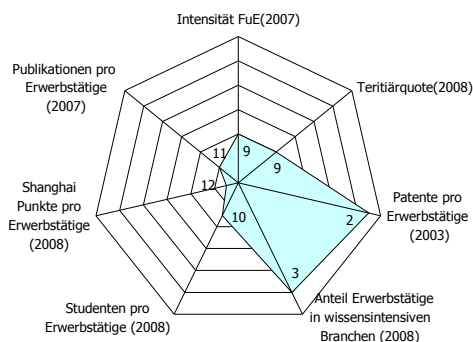 Intensität FuE(2007)
Publikationen pro
Erwerbstätige
(2007)
Teritiärquote(2008)
11
9
9
12
Shanghai
Punkte pro
Erwerbstätige
(2008)
Patente pro
Erwerbstätige
(2003)
2
10
3
Studenten pro
Erwerbstätige (2008)
Anteil Erwerbstätige
in wissensintensiven
Branchen (2008)